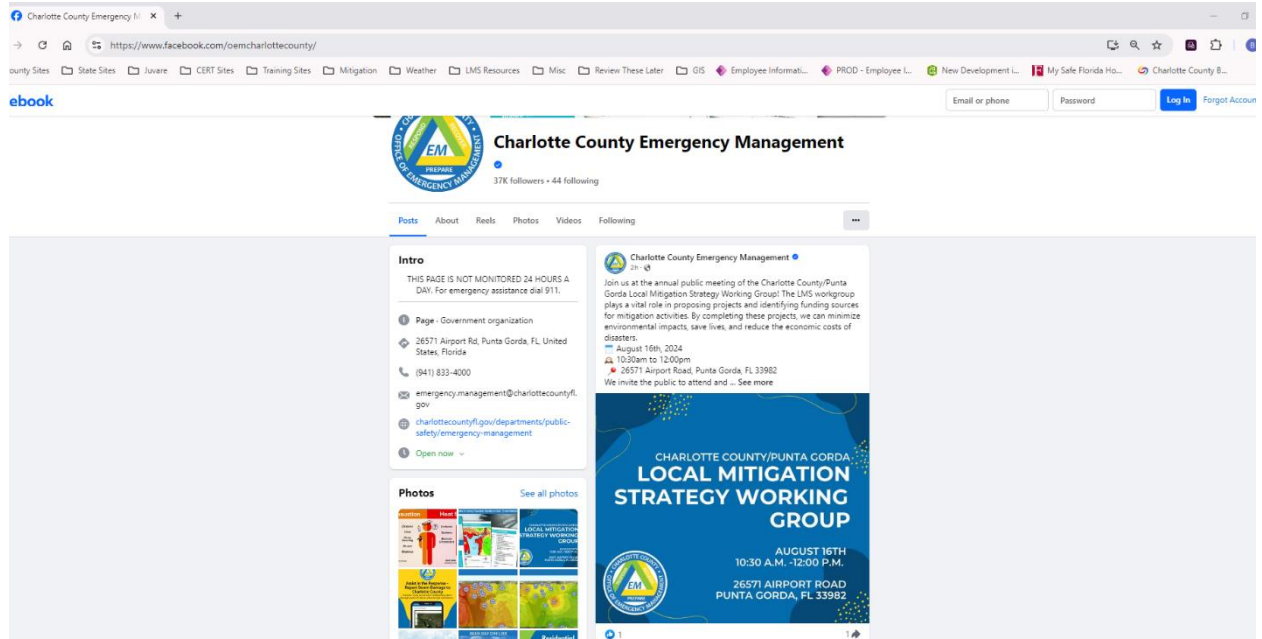 Charlotte County Emergency M
https://www.facebook.com/oemcharlottecounty/
ounty Sites
State Sites
Juvare
CERT Sites
Training Sites
Mitigation
Weather
LMS Resources
Misc
Review These Later
GIS
Employee Informati...
PROD - Employee I...
New Development i...
My Safe Florida Ho...
Charlotte County B...
ebook
Email or phone
Password
Log In
Forgot Accoun
EM
PREPARE
OFFICE OF EMERGENCY MANAGEMENT
Charlotte County Emergency Management
37K followers • 44 following
Posts
About
Reels
Photos
Videos
Following
Intro
THIS PAGE IS NOT MONITORED 24 HOURS A
DAY. For emergency assistance dial 911.
Page · Government organization
26571 Airport Rd, Punta Gorda, FL, United
States, Florida
(941) 833-4000
emergency.management@charlottecountyfl.
gov
charlottecountyfl.gov/departments/public-
safety/emergency-management
Open now
Photos
See all photos
Charlotte County Emergency Management
2h
Join us at the annual public meeting of the Charlotte County/Punta
Gorda Local Mitigation Strategy Working Group! The LMS workgroup
plays a vital role in proposing projects and identifying funding sources
for mitigation activities. By completing these projects, we can minimize
environmental impacts, save lives, and reduce the economic costs of
disasters.
August 16th, 2024
10:30am to 12:00pm
26571 Airport Road, Punta Gorda, FL 33982
We invite the public to attend and ... See more
CHARLOTTE COUNTY/PUNTA GORDA
LOCAL MITIGATION
STRATEGY WORKING
GROUP
AUGUST 16TH
10:30 A.M. -12:00 P.M.
26571 AIRPORT ROAD
PUNTA GORDA, FL 33982
EM
PREPARE
1
1